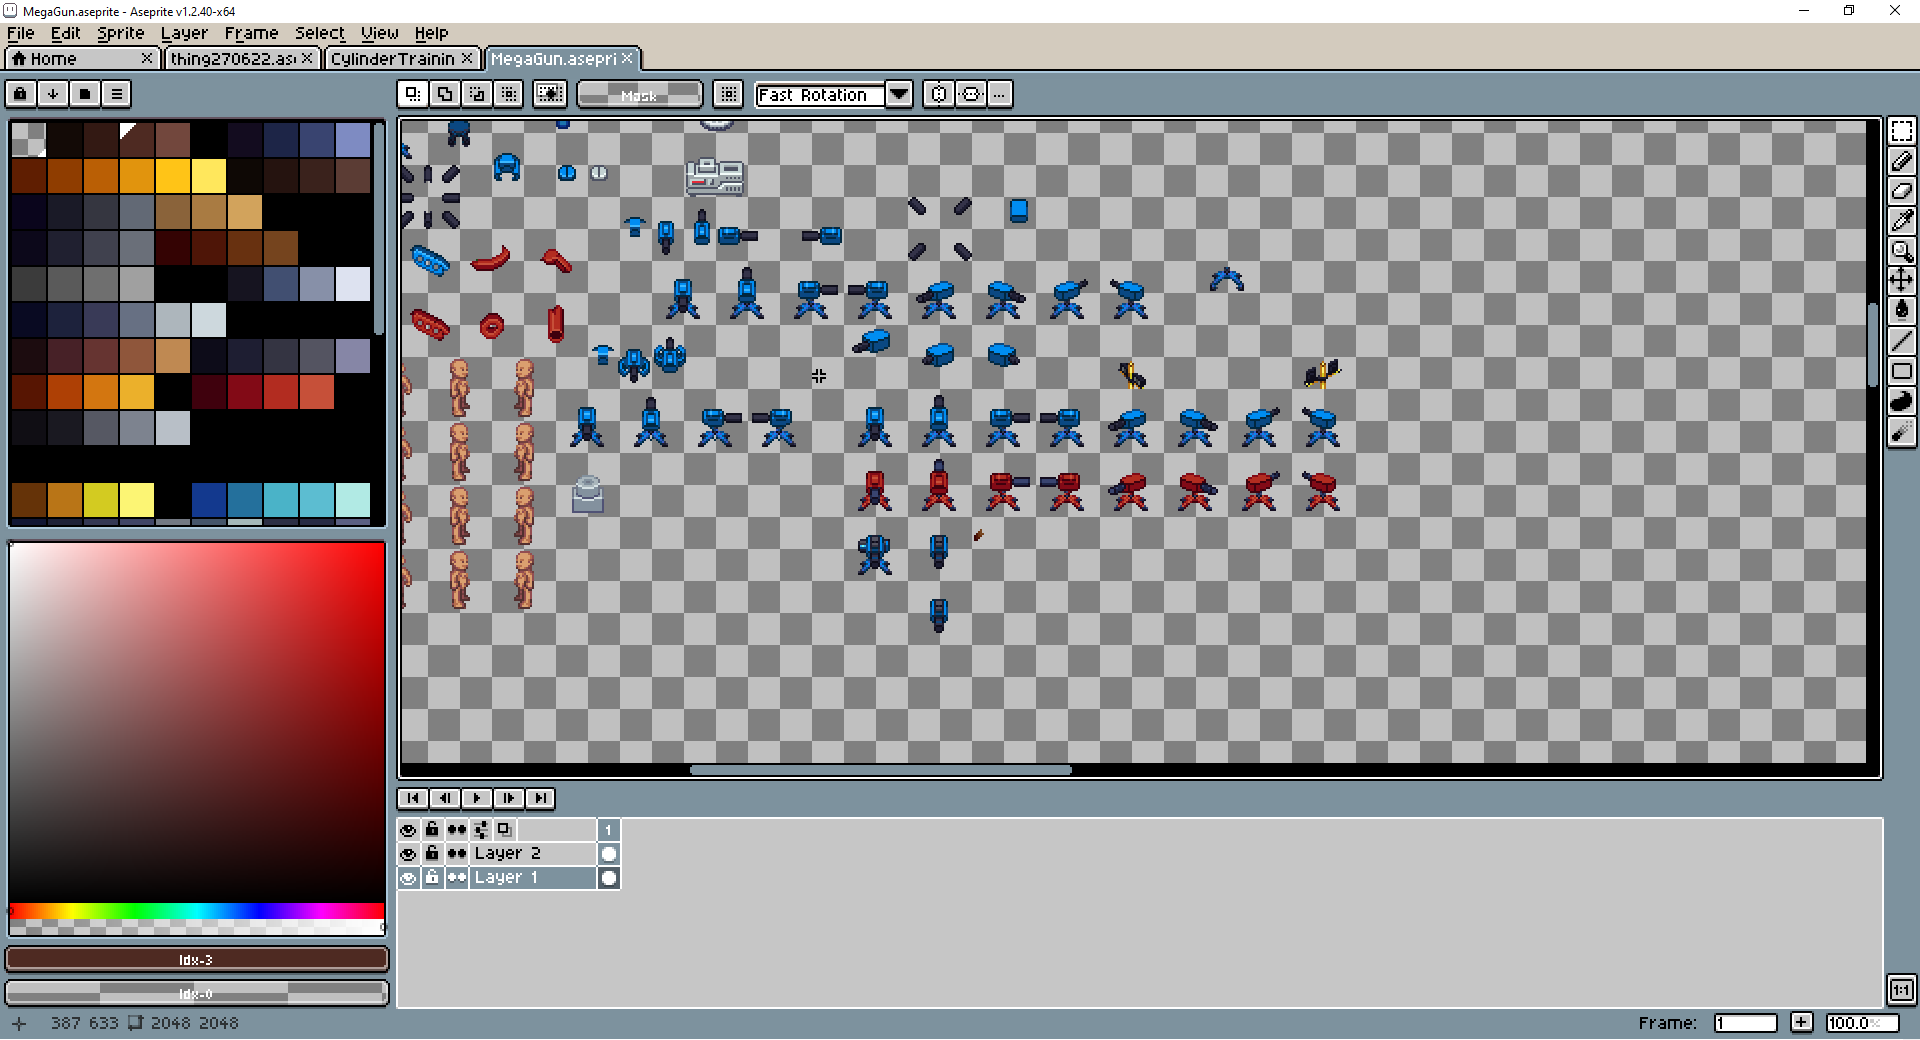 MegaGun.aseprite - Aseprite v1.2.40-x64
File Edit Sprite Layer Frame Select View Help
Home thing270622.as CylinderTrainin MegaGun.asepri
Mask Fast Rotation ...
1
Layer 2
Layer 1
Idx-3
Idx-0
1:1
387 633 2048 2048 Frame: 1 + 100.0